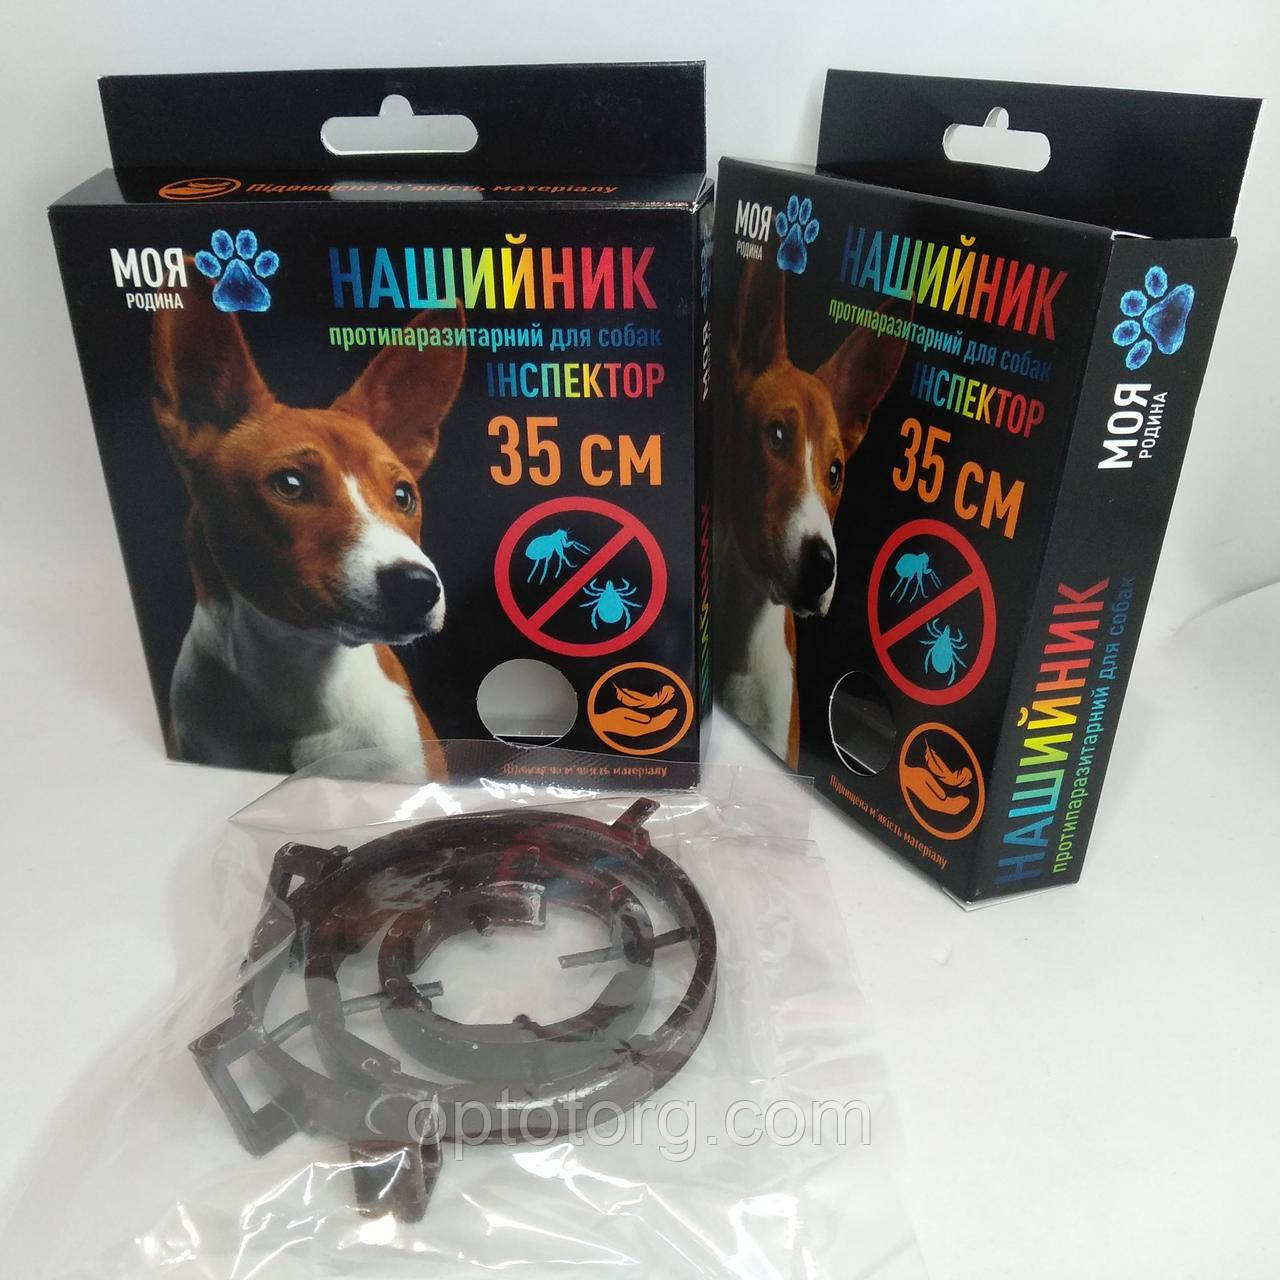 Підвищена м'якість матеріалу
МОЯ
РОДИНА
НАШИЙНИК
протипаразитарний для собак
ІНСПЕКТОР
35 см
Підвищена м'якість матеріалу
МОЯ
РОДИНА
НАШИЙНИК
протипаразитарний для собак
ІНСПЕКТОР
35 см
Підвищена м'якість матеріалу
МОЯ
РОДИНА
НАШИЙНИК
протипаразитарний для собак
optotorg.com